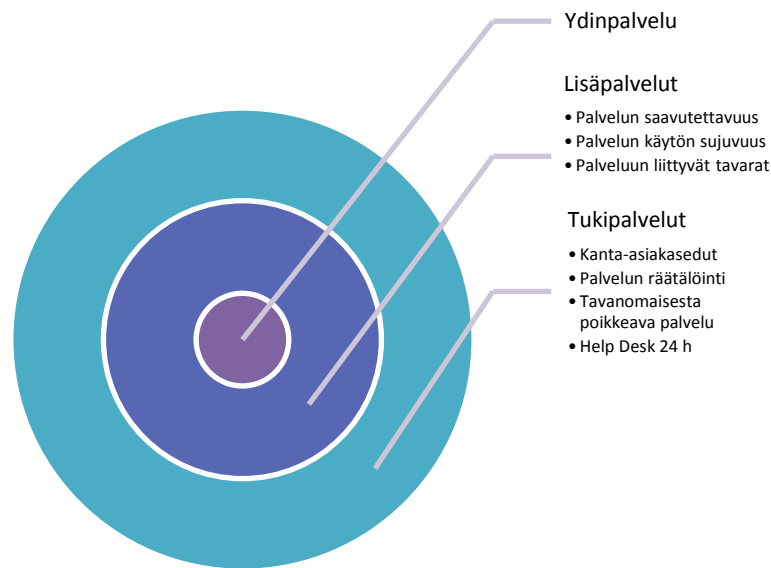 Ydinpalvelu
Lisäpalvelut
• Palvelun saavutettavuus
• Palvelun käytön sujuvuus
• Palveluun liittyvät tavarat
Tukipalvelut
• Kanta-asiakasedut
• Palvelun räätälöinti
• Tavanomaisesta
poikkeava palvelu
• Help Desk 24 h